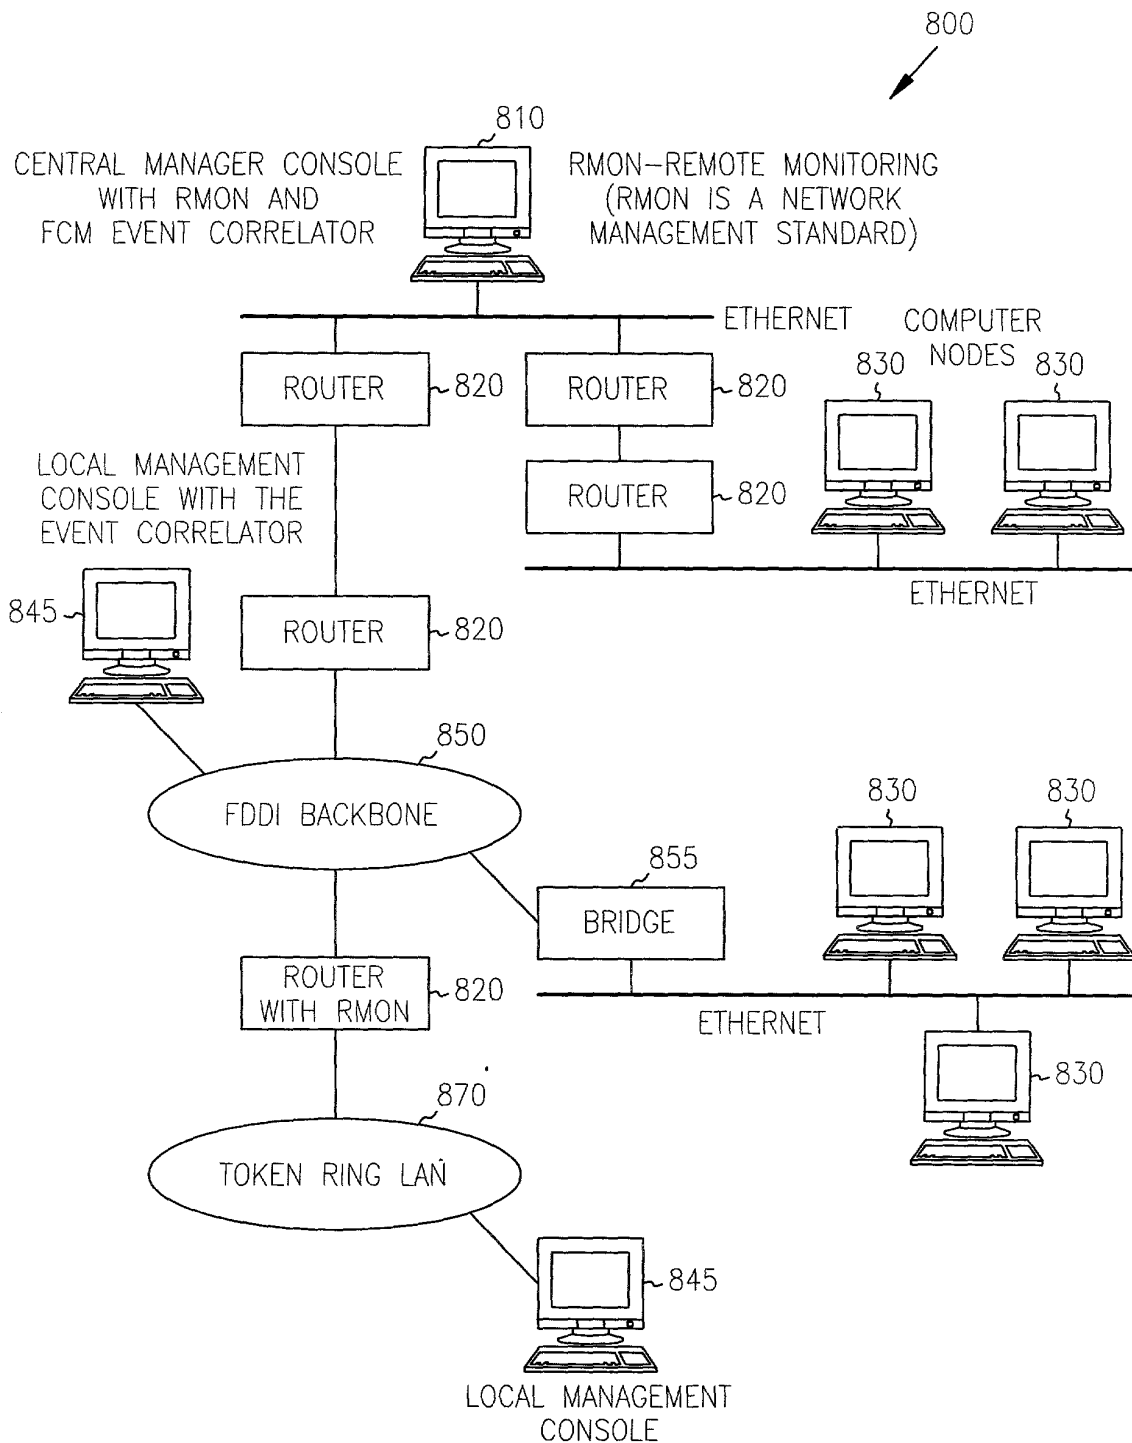 800
810
CENTRAL MANAGER CONSOLE
WITH RMON AND
FCM EVENT CORRELATOR
RMON-REMOTE MONITORING
(RMON IS A NETWORK
MANAGEMENT STANDARD)
ETHERNET
COMPUTER
NODES
ROUTER
820
ROUTER
820
830
830
LOCAL MANAGEMENT
CONSOLE WITH THE
EVENT CORRELATOR
ROUTER
820
ETHERNET
845
ROUTER
820
850
FDDI BACKBONE
830
830
855
BRIDGE
ROUTER
WITH RMON
820
ETHERNET
830
870
TOKEN RING LAN
845
LOCAL MANAGEMENT
CONSOLE